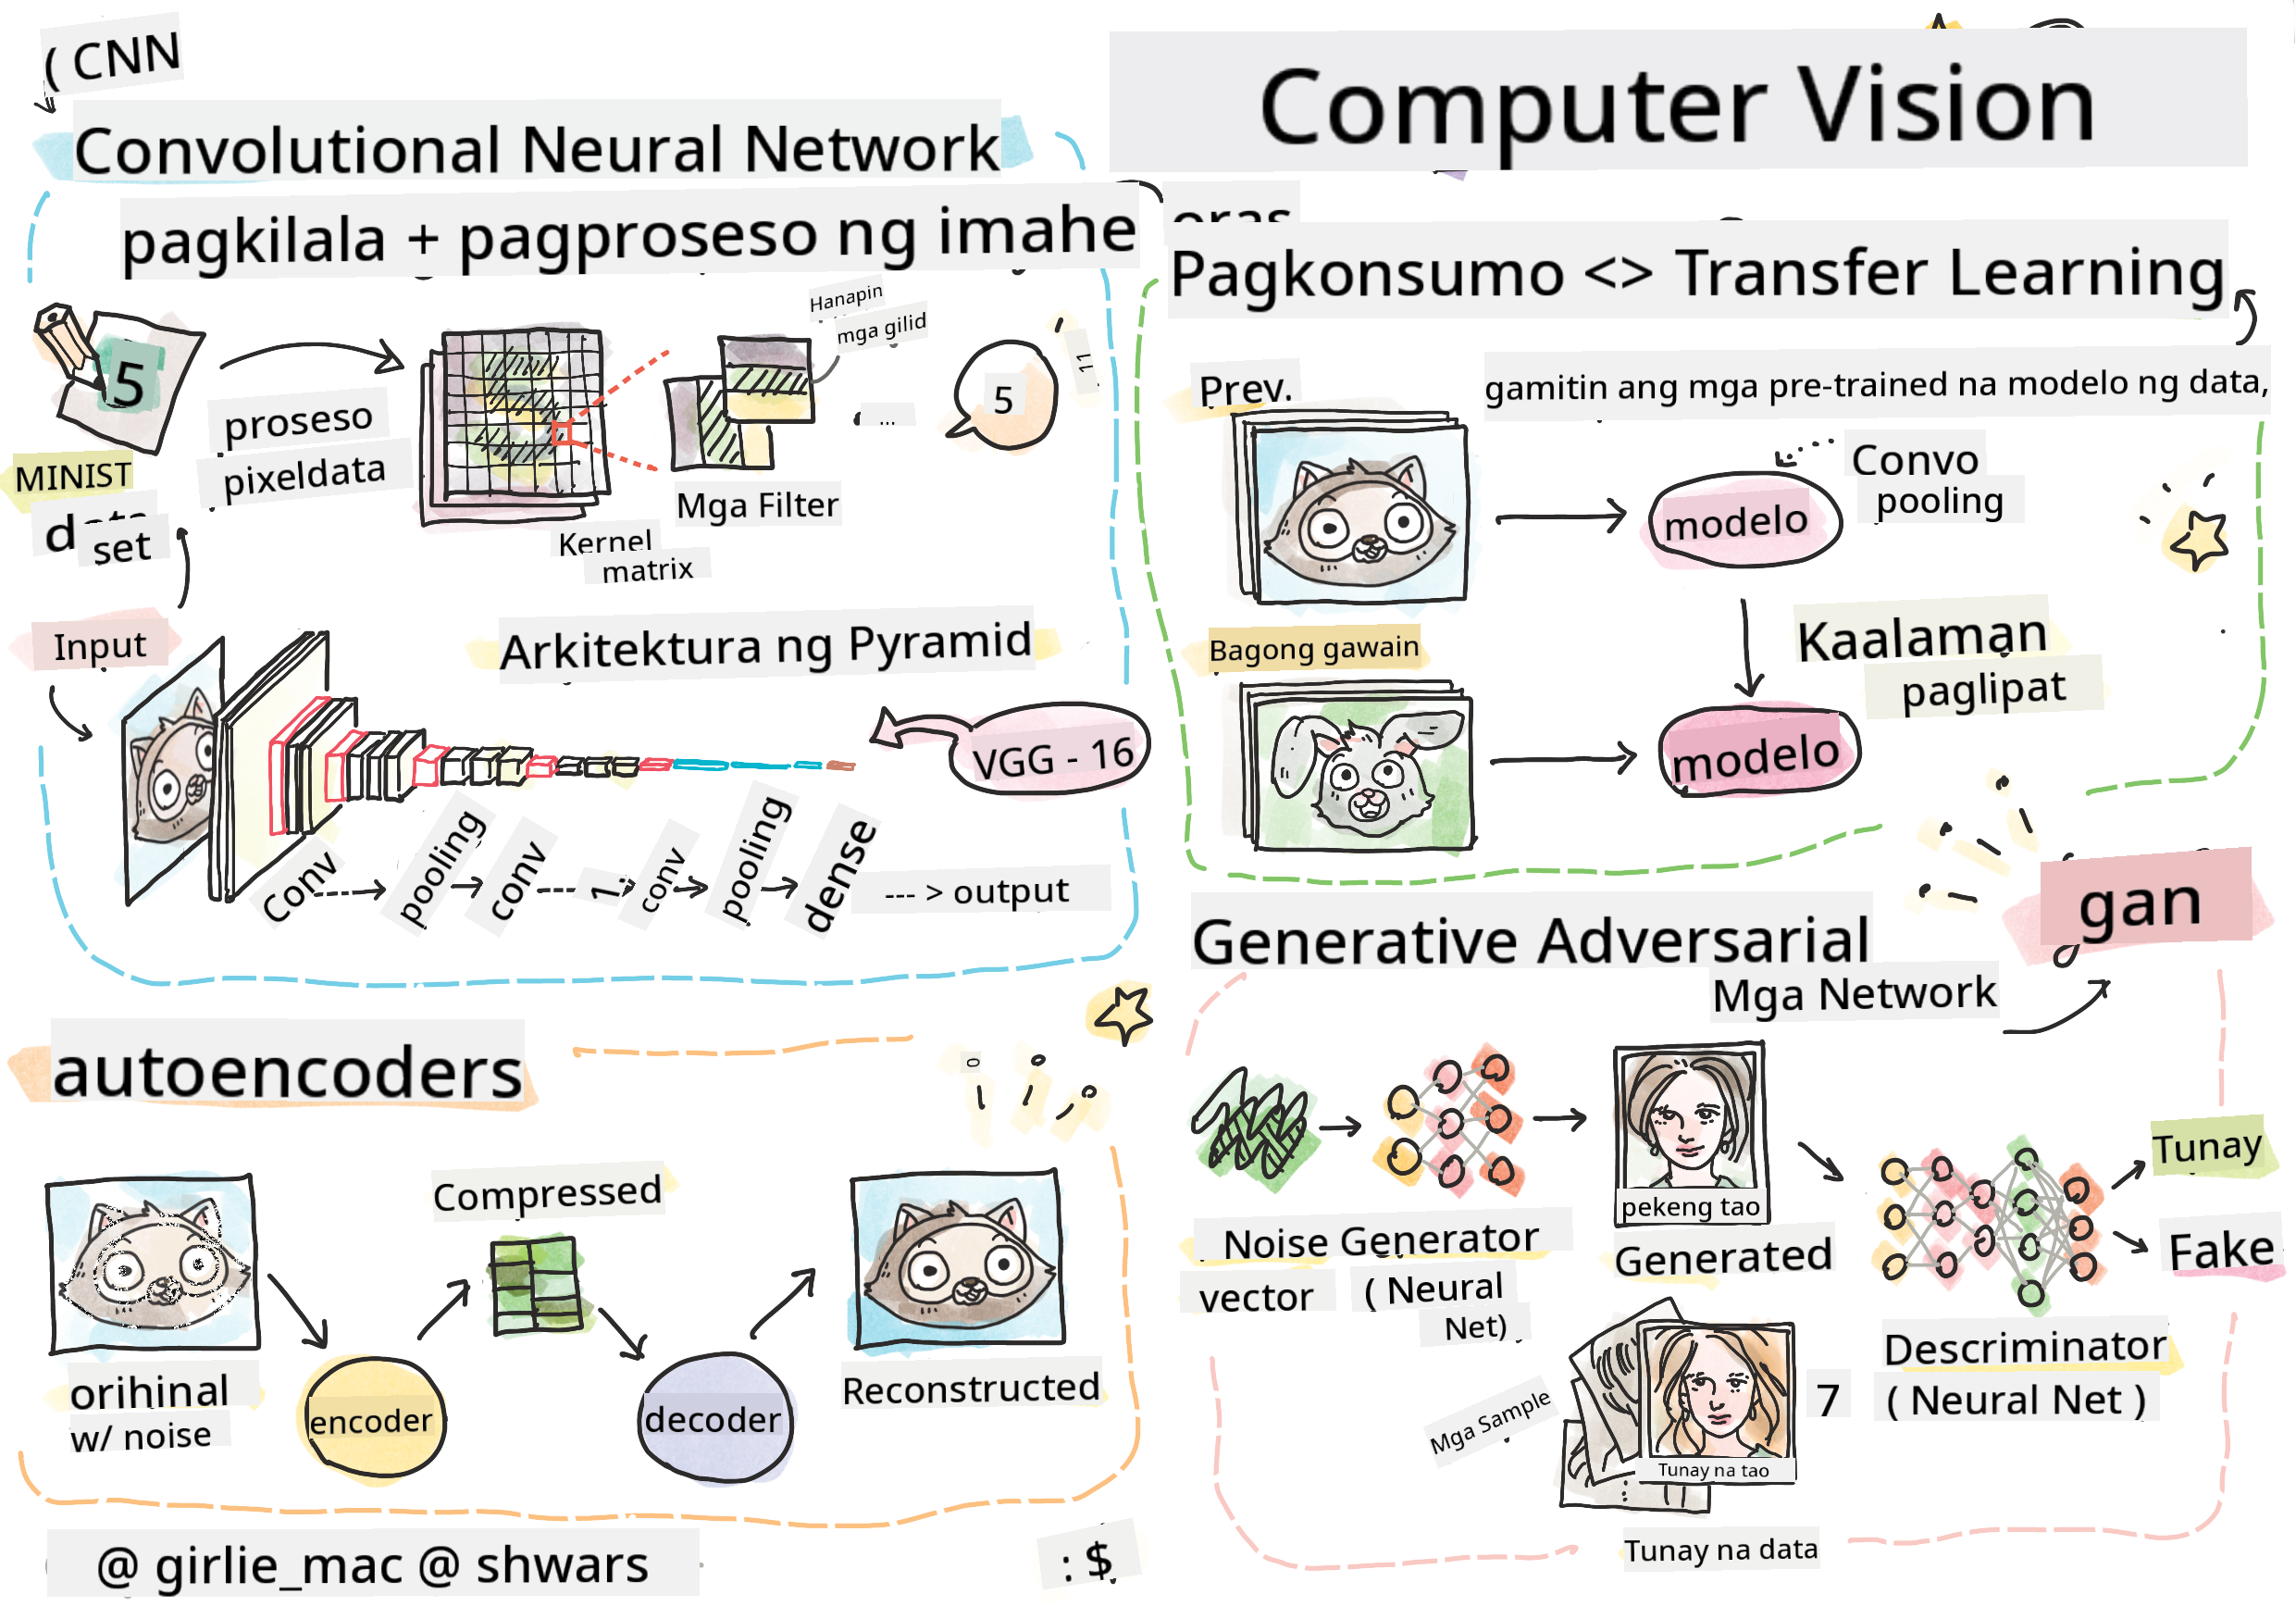 ( CNN
Convolutional Neural Network
pagkilala + pagproseso ng imahe
5
proseso
pixeldata
MINIST
data
set
Kernel
matrix
Mga Filter
Hanapin
mga gilid
...
5
Input
Arkitektura ng Pyramid
VGG - 16
Conv
pooling
conv
1.
conv
pooling
dense
--- > output
Computer Vision
oras
Pagkonsumo <> Transfer Learning
Prev.
gamitin ang mga pre-trained na modelo ng data,
modelo
Convo
pooling
Kaalaman
paglipat
Bagong gawain
modelo
autoencoders
orihinal
w/ noise
encoder
Compressed
decoder
Reconstructed
gan
Generative Adversarial
Mga Network
Noise Generator
vector
( Neural
Net)
pekeng tao
Generated
Tunay
Fake
Descriminator
( Neural Net )
7
Mga Sample
Tunay na tao
Tunay na data
@ girlie_mac @ shwars
: $